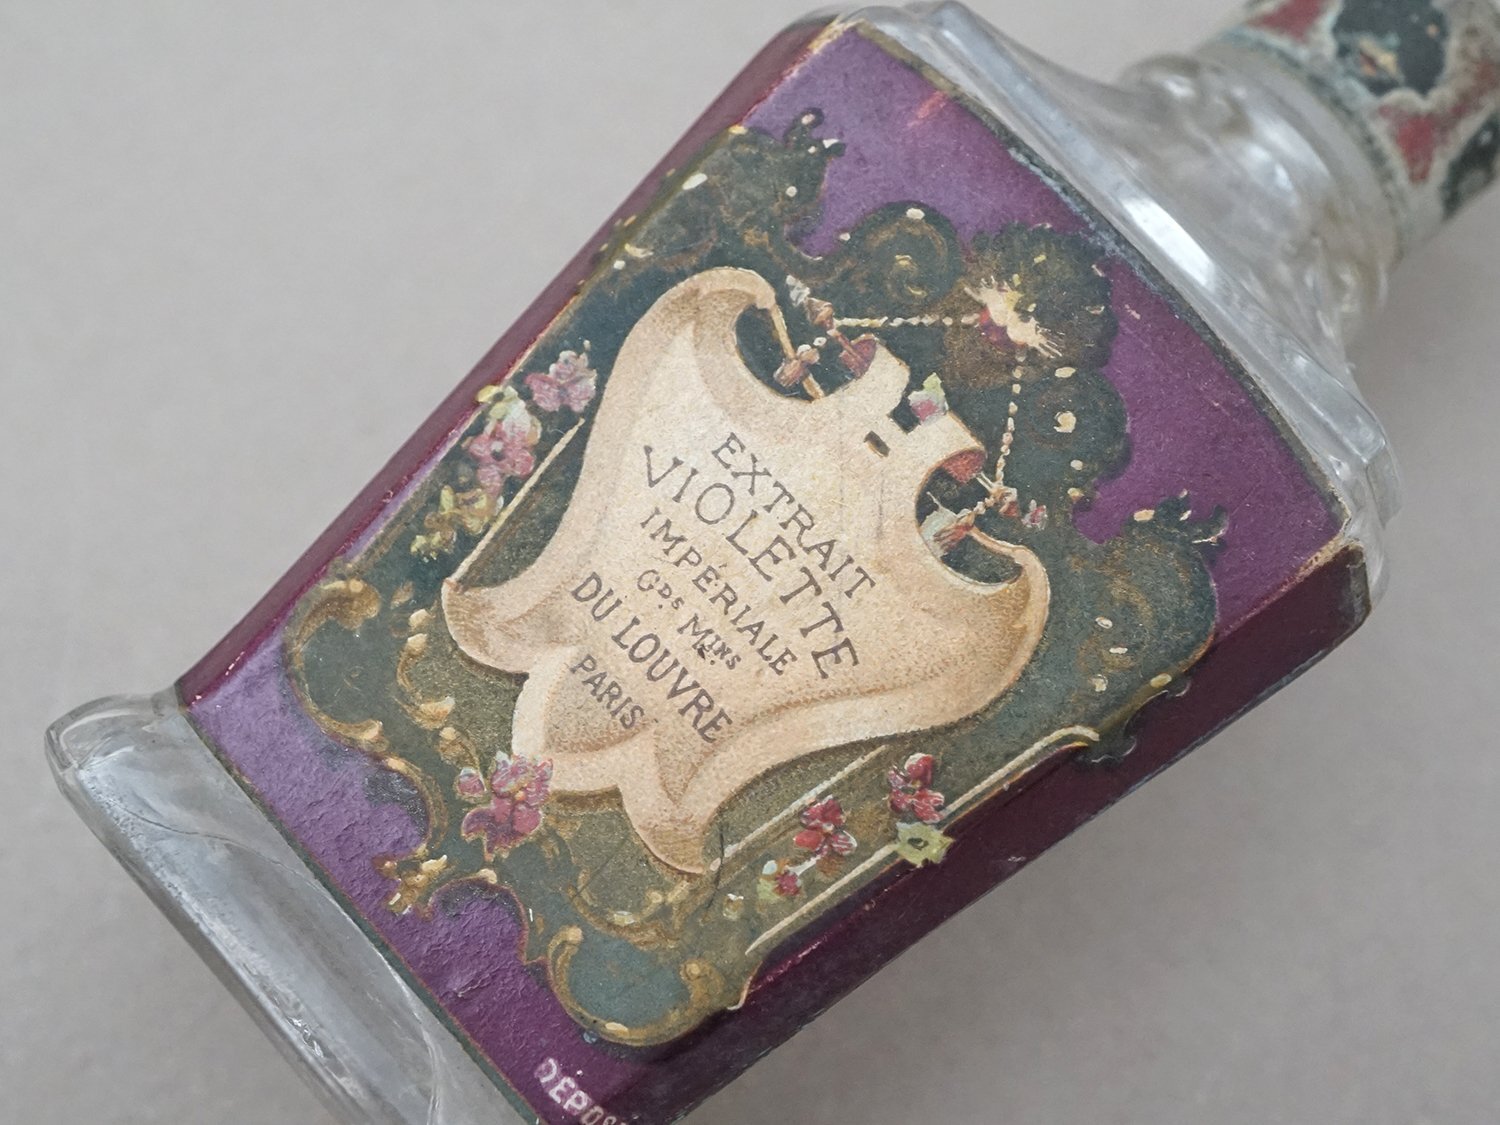 EXTRAIT
VIOLETTE
IMPÉRIALE
GDS MINS
DU LOUVRE
PARIS